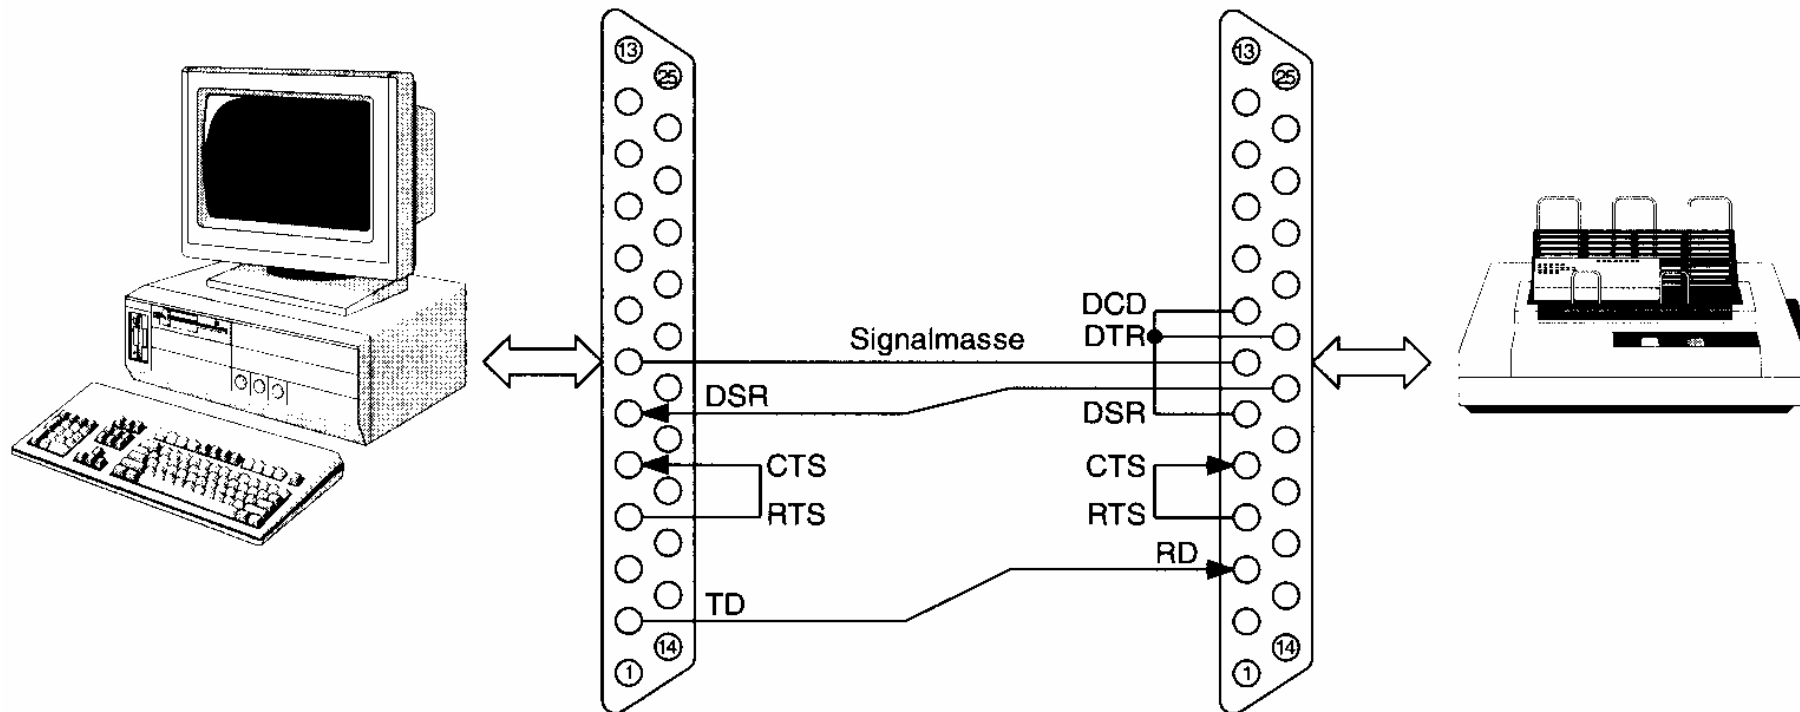 13
25
13
25
DCD
Signalmasse
DTR
DSR
DSR
CTS
CTS
RTS
RTS
RD
TD
14
14
1
1